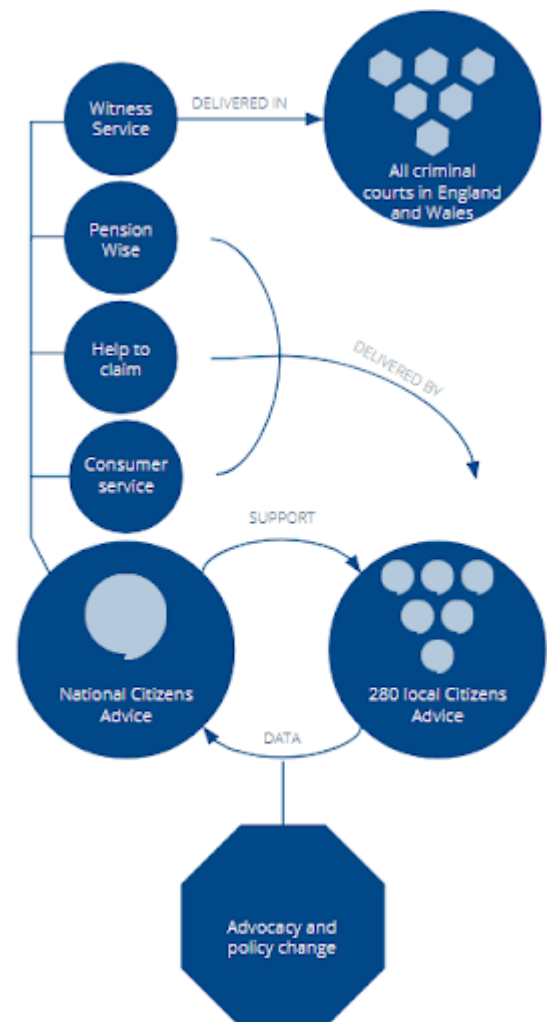 Witness
Service
DELIVERED IN
All criminal
courts in England
and Wales
Pension
Wise
Help to
claim
DELIVERED BY
Consumer
service
SUPPORT
National Citizens
Advice
280 local Citizens
Advice
DATA
Advocacy and
policy change